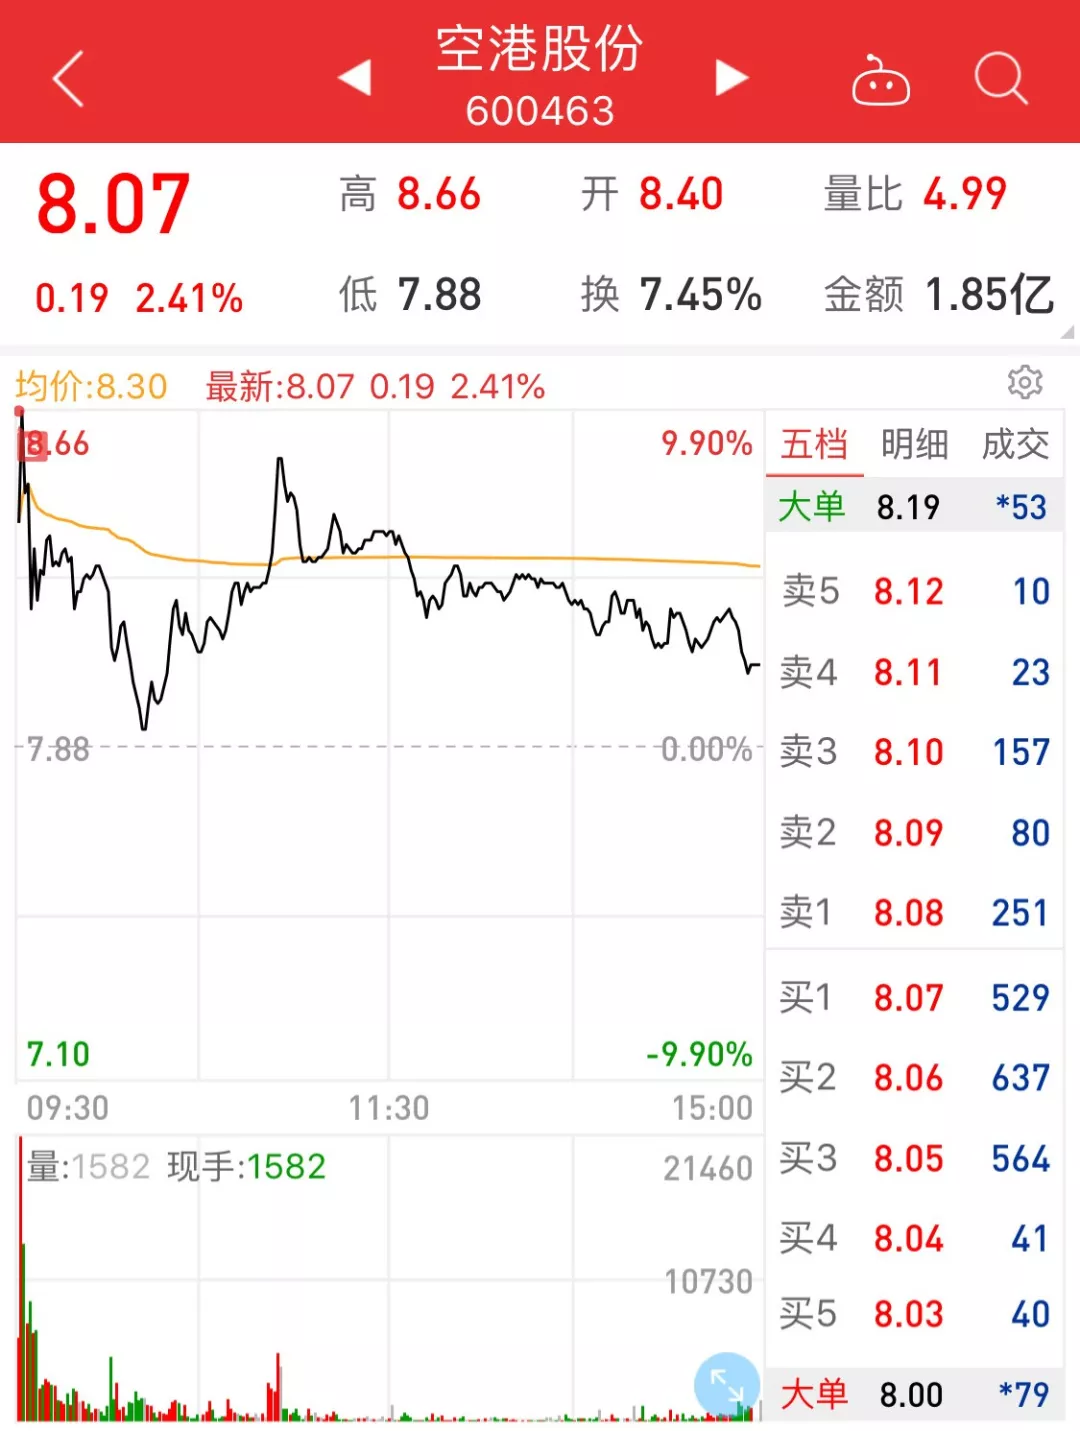 空港股份
600463
8.07
高 8.66 开 8.40 量比 4.99
0.19 2.41% 低 7.88 换 7.45% 金额 1.85亿
均价:8.30 最新:8.07 0.19 2.41%
8.66 9.90%
7.88 0.00%
7.10 -9.90%
09:30 11:30 15:00
量:1582 现手:1582 21460
10730
五档 明细 成交
大单 8.19 *53
卖5 8.12 10
卖4 8.11 23
卖3 8.10 157
卖2 8.09 80
卖1 8.08 251
买1 8.07 529
买2 8.06 637
买3 8.05 564
买4 8.04 41
买5 8.03 40
大单 8.00 *79